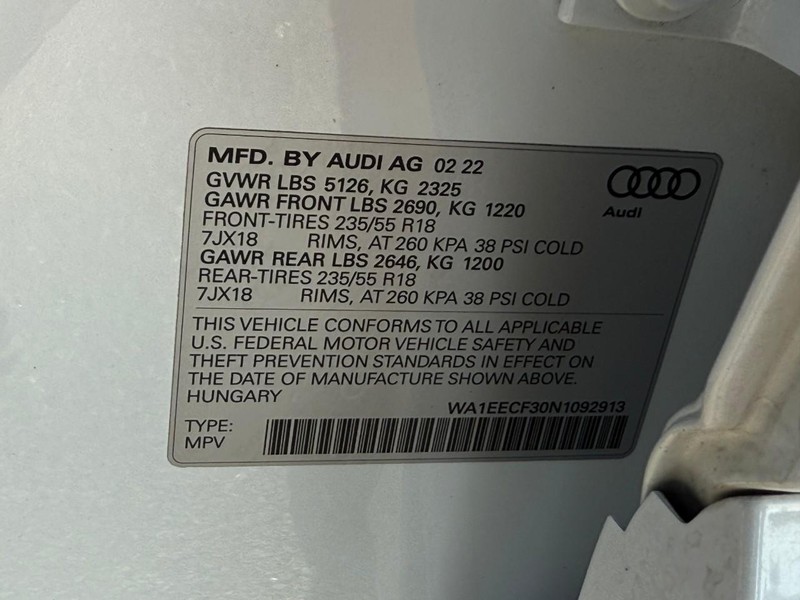 MFD. BY AUDI AG 02 22
GVWR LBS 5126, KG 2325
GAWR FRONT LBS 2690, KG 1220
FRONT-TIRES 235/55 R18
7JX18 RIMS, AT 260 KPA 38 PSI COLD
GAWR REAR LBS 2646, KG 1200
REAR-TIRES 235/55 R18
7JX18 RIMS, AT 260 KPA 38 PSI COLD
Audi
THIS VEHICLE CONFORMS TO ALL APPLICABLE
U.S. FEDERAL MOTOR VEHICLE SAFETY AND
THEFT PREVENTION STANDARDS IN EFFECT ON
THE DATE OF MANUFACTURE SHOWN ABOVE.
HUNGARY
WA1EECF30N1092913
TYPE:
MPV